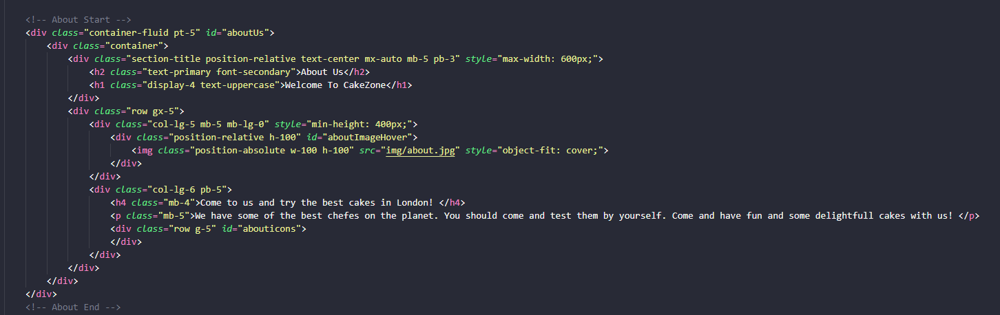 <!-- About Start -->
<div class="container-fluid pt-5" id="aboutUs">
<div class="container">
<div class="section-title position-relative text-center mx-auto mb-5 pb-3" style="max-width: 600px;">
<h2 class="text-primary font-secondary">About Us</h2>
<h1 class="display-4 text-uppercase">Welcome To CakeZone</h1>
</div>
<div class="row gx-5">
<div class="col-lg-5 mb-5 mb-lg-0" style="min-height: 400px;">
<div class="position-relative h-100" id="aboutImageHover">
<img class="position-absolute w-100 h-100" src="img/about.jpg" style="object-fit: cover;">
</div>
</div>
<div class="col-lg-6 pb-5">
<h4 class="mb-4">Come to us and try the best cakes in London! </h4>
<p class="mb-5">We have some of the best chefes on the planet. You should come and test them by yourself. Come and have fun and some delightfull cakes with us! </p>
<div class="row g-5" id="abouticons">
</div>
</div>
</div>
</div>
</div>
<!-- About End -->